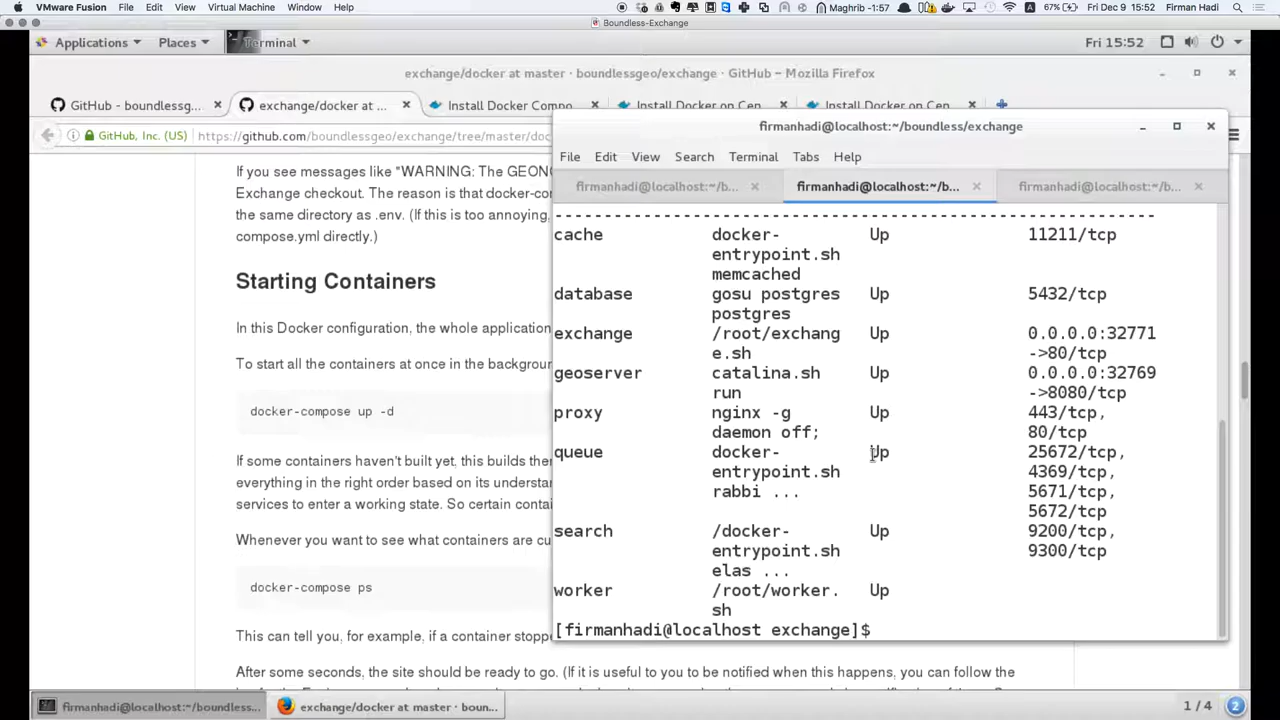 VMware Fusion File Edit View Virtual Machine Window Help Maghrib -1:57 67% Fri Dec 9 15:52 Firman Hadi
Boundless-Exchange
Applications Places Terminal Fri 15:52
exchange/docker at master · boundlessgeo/exchange · GitHub – Mozilla Firefox
GitHub - boundlessg... exchange/docker at ... Install Docker Compo... Install Docker on Cen... Install Docker on Cen...
GitHub, Inc. (US) https://github.com/boundlessgeo/exchange/tree/master/doc
If you see messages like "WARNING: The GEONO
Exchange checkout. The reason is that docker-com
the same directory as .env. (If this is too annoying,
compose.yml directly.)
Starting Containers
In this Docker configuration, the whole application
To start all the containers at once in the backgroun
docker-compose up -d
If some containers haven't built yet, this builds then
everything in the right order based on its understan
services to enter a working state. So certain contai
Whenever you want to see what containers are cu
docker-compose ps
This can tell you, for example, if a container stoppe
After some seconds, the site should be ready to go. (If it is useful to you to be notified when this happens, you can follow the
firmanhadi@localhost:~/boundless/exchange
File Edit View Search Terminal Tabs Help
firmanhadi@localhost:~/b... firmanhadi@localhost:~/b... firmanhadi@localhost:~/b...
-------------------------------------------------------------
cache docker- Up 11211/tcp
entrypoint.sh
memcached
database gosu postgres Up 5432/tcp
postgres
exchange /root/exchang Up 0.0.0.0:32771
e.sh ->80/tcp
geoserver catalina.sh Up 0.0.0.0:32769
run ->8080/tcp
proxy nginx -g Up 443/tcp,
daemon off; 80/tcp
queue docker- Up 25672/tcp,
entrypoint.sh 4369/tcp,
rabbi ... 5671/tcp,
5672/tcp
search /docker- Up 9200/tcp,
entrypoint.sh 9300/tcp
elas ...
worker /root/worker. Up
sh
[firmanhadi@localhost exchange]$
firmanhadi@localhost:~/boundless... exchange/docker at master · boun... 1 / 4 2